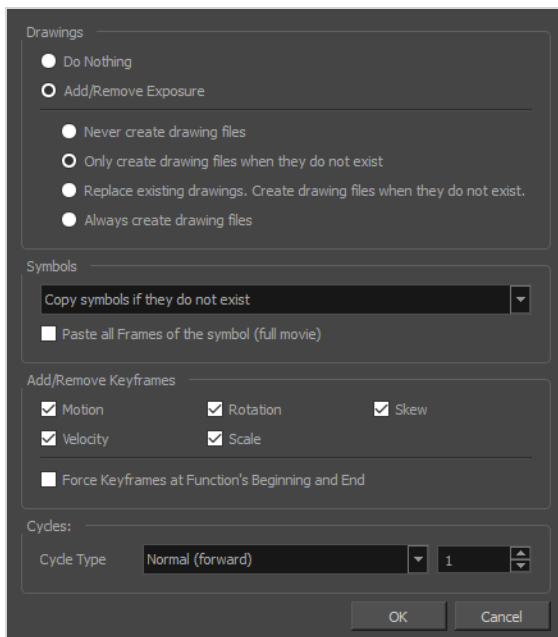 Drawings
Do Nothing
Add/Remove Exposure
Never create drawing files
Only create drawing files when they do not exist
Replace existing drawings. Create drawing files when they do not exist.
Always create drawing files
Symbols
Copy symbols if they do not exist
Paste all Frames of the symbol (full movie)
Add/Remove Keyframes
Motion Rotation Skew
Velocity Scale
Force Keyframes at Function's Beginning and End
Cycles:
Cycle Type Normal (forward) 1
OK Cancel